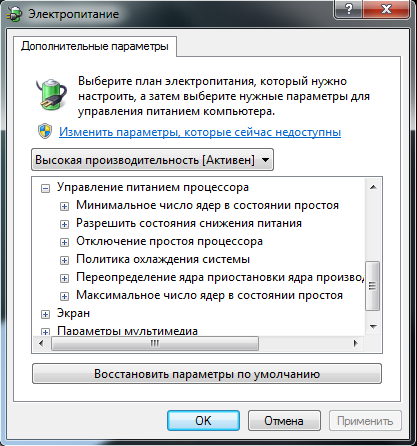 Электропитание
Дополнительные параметры
Выберите план электропитания, который нужно
настроить, а затем выберите нужные параметры для
управления питанием компьютера.
Изменить параметры, которые сейчас недоступны
Высокая производительность [Активен]
Управление питанием процессора
Минимальное число ядер в состоянии простоя
Разрешить состояния снижения питания
Отключение простоя процессора
Политика охлаждения системы
Переопределение ядра приостановки ядра произво
Максимальное число ядер в состоянии простоя
Экран
Параметры мультимедиа
Восстановить параметры по умолчанию
OK
Отмена
Применить